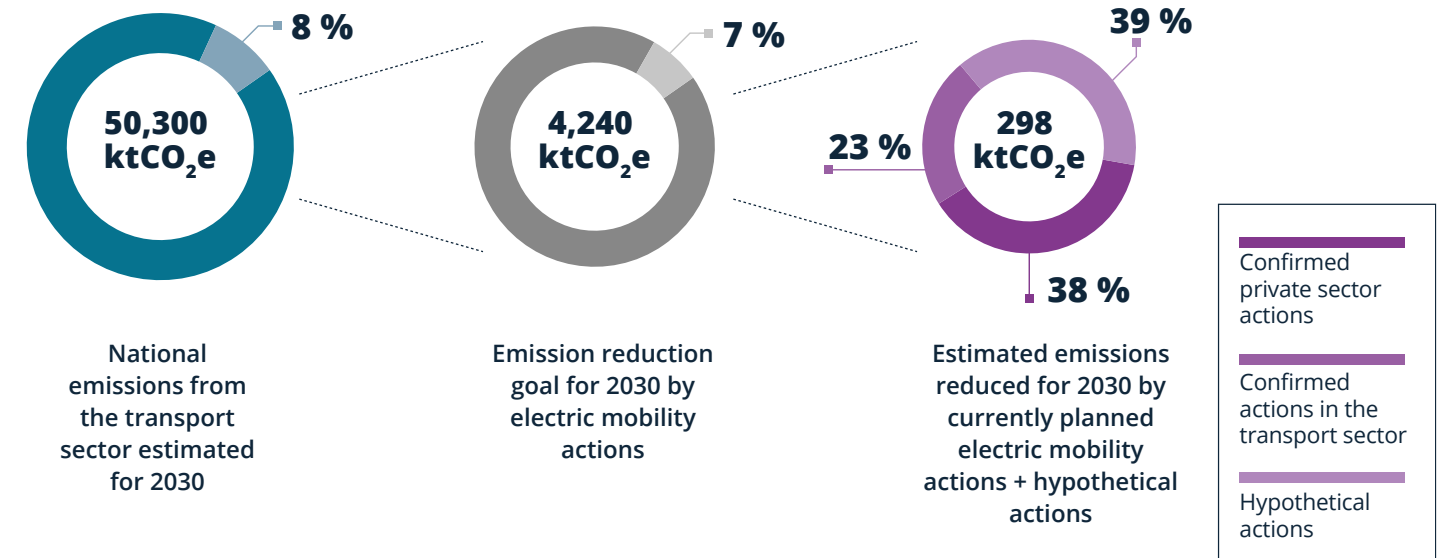 8 %
50,300
ktCO₂e
National
emissions from
the transport
sector estimated
for 2030
7 %
4,240
ktCO₂e
Emission reduction
goal for 2030 by
electric mobility
actions
39 %
23 %
298
ktCO₂e
38 %
Estimated emissions
reduced for 2030 by
currently planned
electric mobility
actions + hypothetical
actions
Confirmed
private sector
actions
Confirmed
actions in the
transport sector
Hypothetical
actions